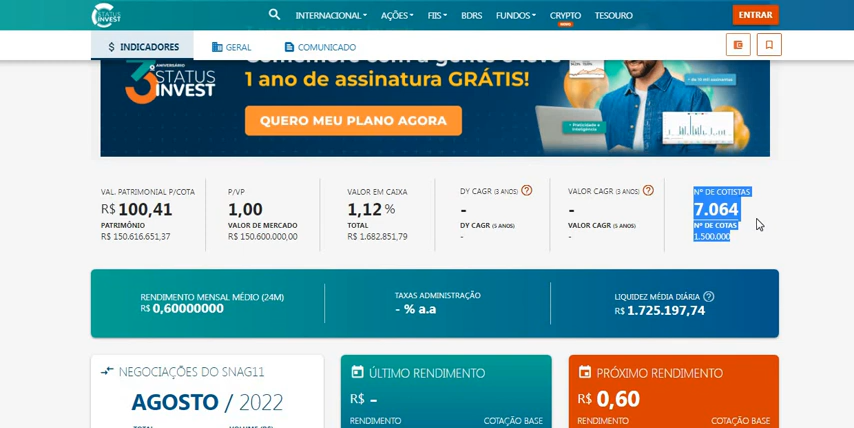 STATUS
INVEST
INTERNACIONAL
AÇÕES
FIIS
BDRS
FUNDOS
CRYPTO
TESOURO
ENTRAR
$ INDICADORES
GERAL
COMUNICADO
ANIVERSÁRIO
3
STATUS
INVEST
1 ano de assinatura GRÁTIS!
QUERO MEU PLANO AGORA
VAL. PATRIMONIAL P/COTA
R$ 100,41
PATRIMÔNIO
R$ 150.616.651,37
P/VP
1,00
VALOR DE MERCADO
R$ 150.600.000,00
VALOR EM CAIXA
1,12 %
TOTAL
R$ 1.682.851,79
DY CAGR (3 ANOS) ?
-
DY CAGR (5 ANOS)
-
VALOR CAGR (3 ANOS) ?
-
VALOR CAGR (5 ANOS)
-
Nº DE COTISTAS
7.064
Nº DE COTAS
1.500.000
RENDIMENTO MENSAL MÉDIO (24M)
R$ 0,60000000
TAXAS ADMINISTRAÇÃO
- % a.a
LIQUIDEZ MÉDIA DIÁRIA ?
R$ 1.725.197,74
NEGOCIAÇÕES DO SNAG11
AGOSTO / 2022
ÚLTIMO RENDIMENTO
R$ -
RENDIMENTO
COTAÇÃO BASE
PRÓXIMO RENDIMENTO
R$ 0,60
RENDIMENTO
COTAÇÃO BASE